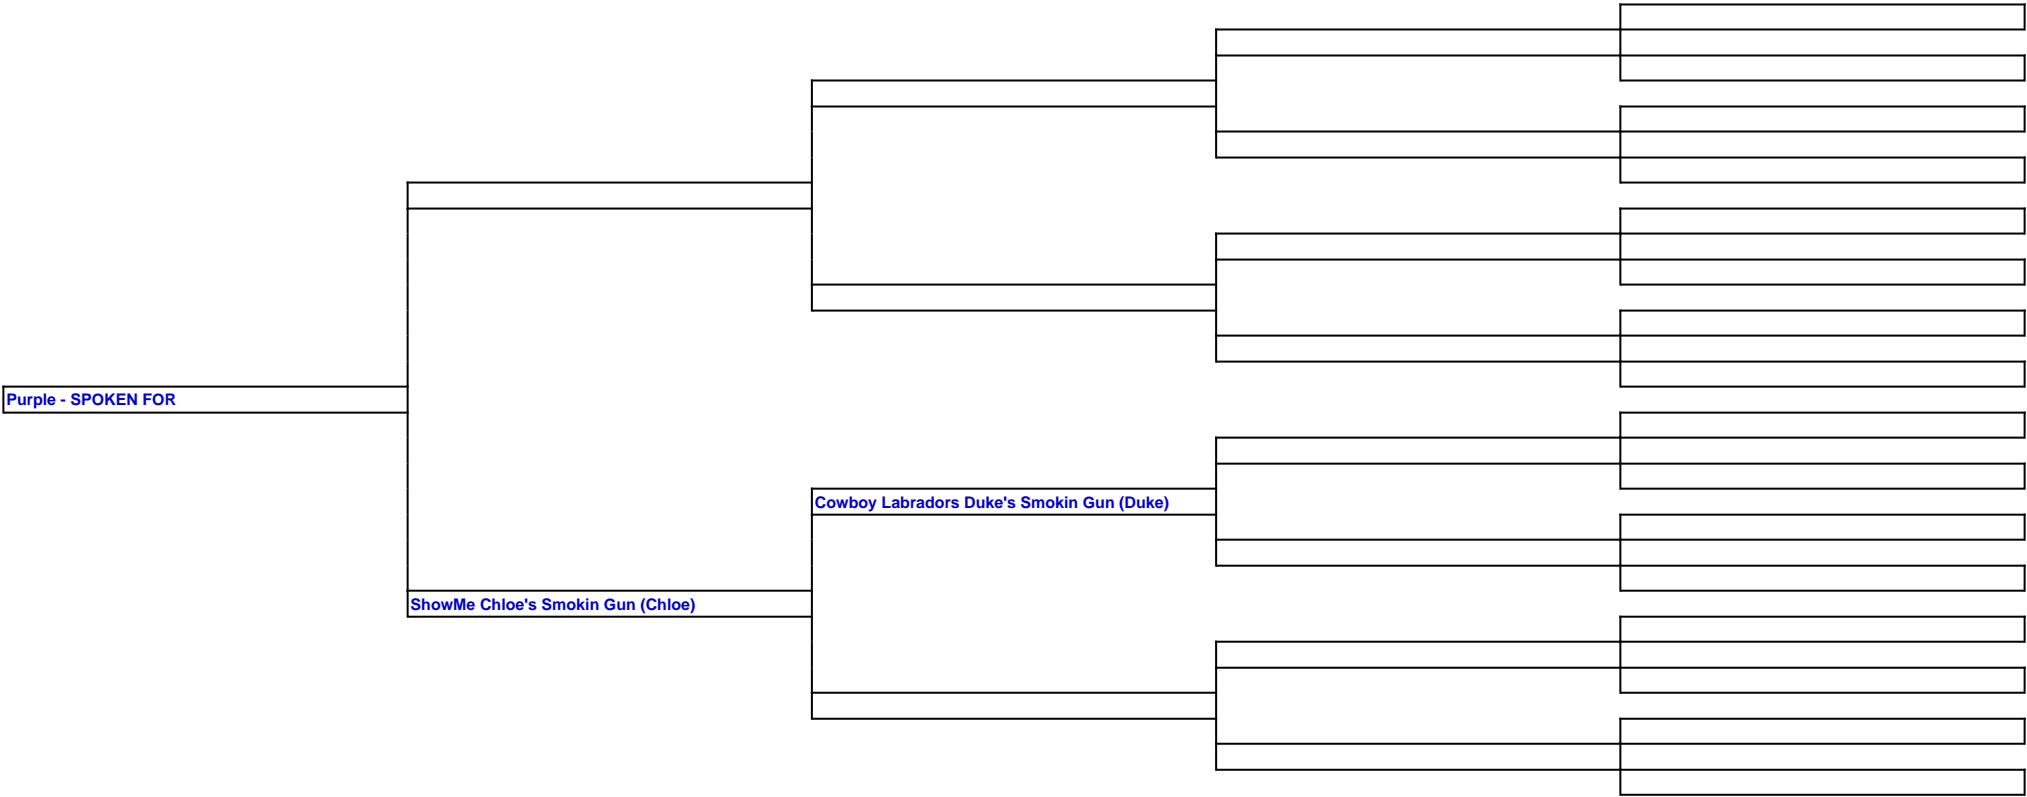 Purple - SPOKEN FOR
Cowboy Labradors Duke's Smokin Gun (Duke)
ShowMe Chloe's Smokin Gun (Chloe)